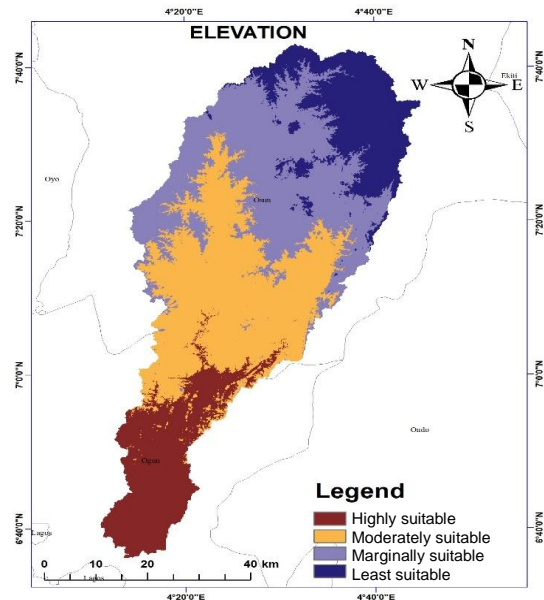 4°20'0"E 4°40'0"E
ELEVATION
N
W E
S
Ekiti
7°40'0"N 7°40'0"N
Oyo
Osun
7°20'0"N 7°20'0"N
7°0'0"N 7°0'0"N
Ondo
Ogun
Legend
Highly suitable
Moderately suitable
Marginally suitable
Least suitable
6°40'0"N 6°40'0"N
Lagos
0 10 20 40 km
Lagos
4°20'0"E 4°40'0"E